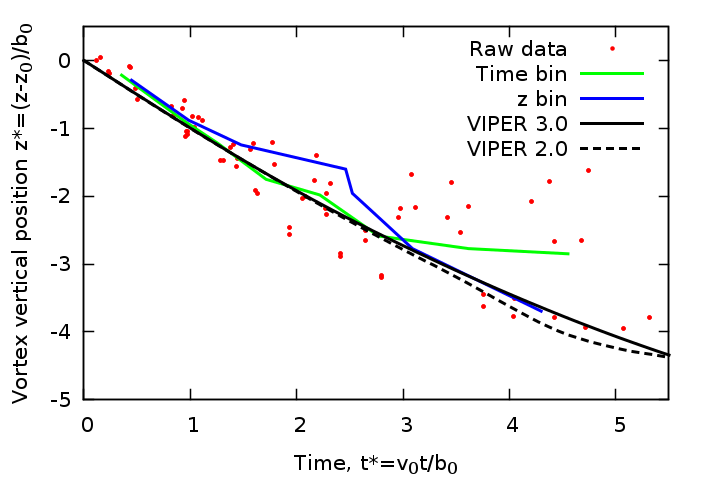 Raw data
Time bin
z bin
VIPER 3.0
VIPER 2.0
Vortex vertical position z*=(z-z0)/b0
0
-1
-2
-3
-4
-5
0 1 2 3 4 5
Time, t*=v0t/b0